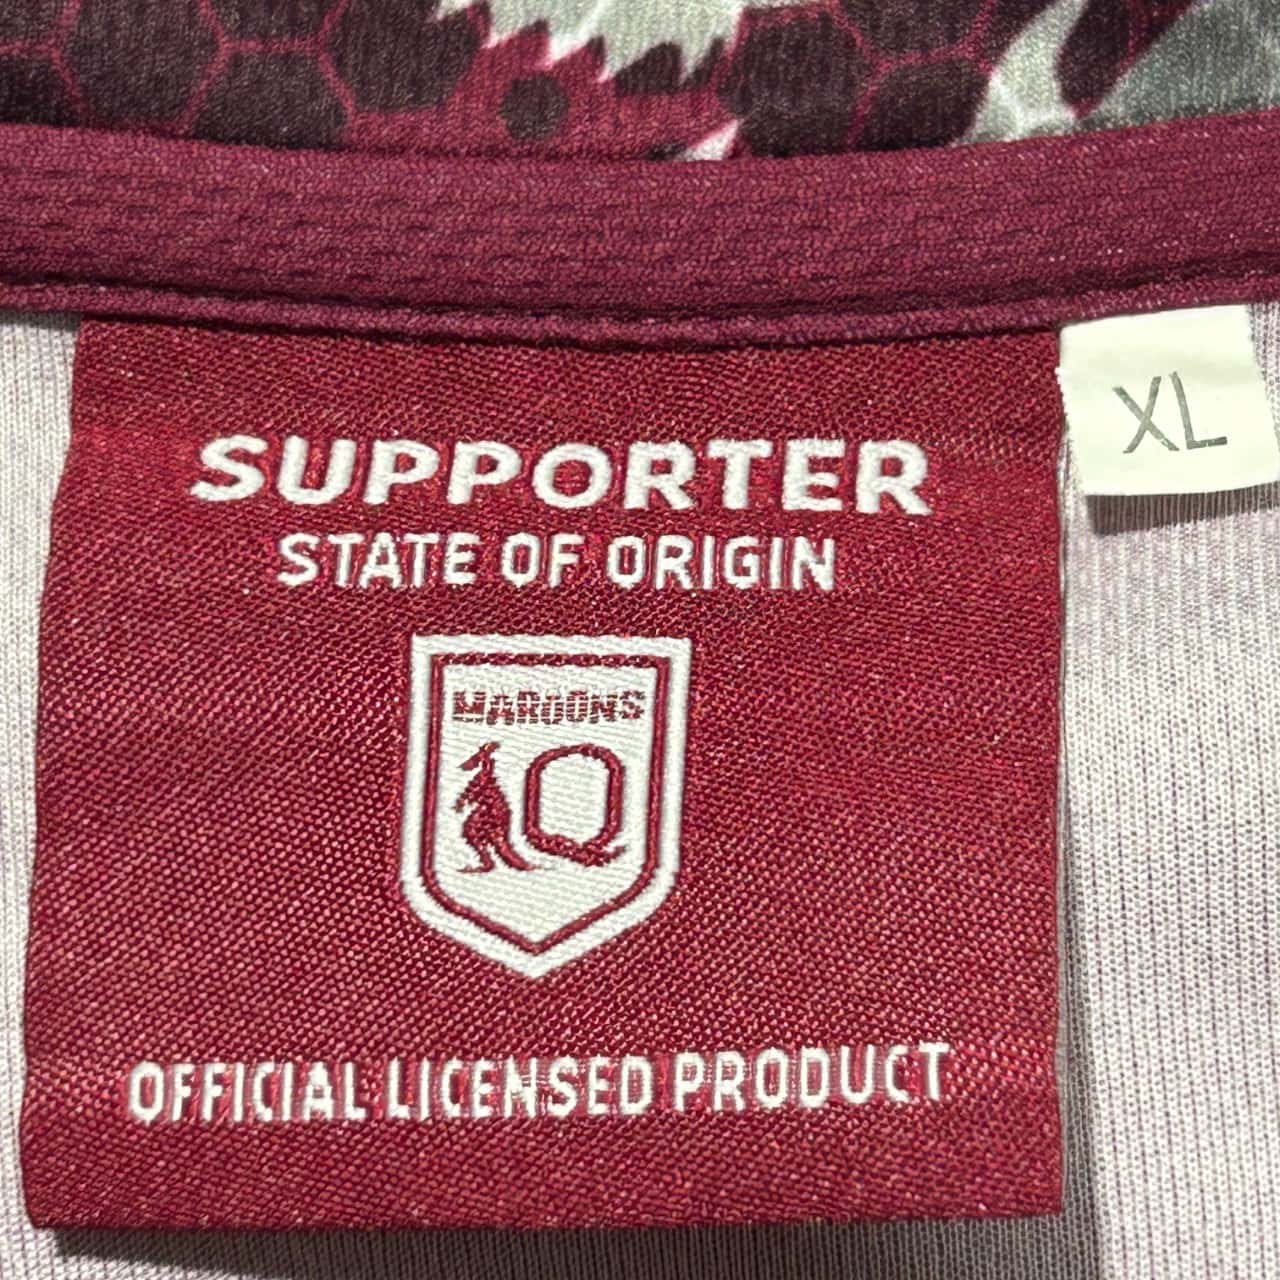 XL
SUPPORTER
STATE OF ORIGIN
MAROONS
Q
OFFICIAL LICENSED PRODUCT